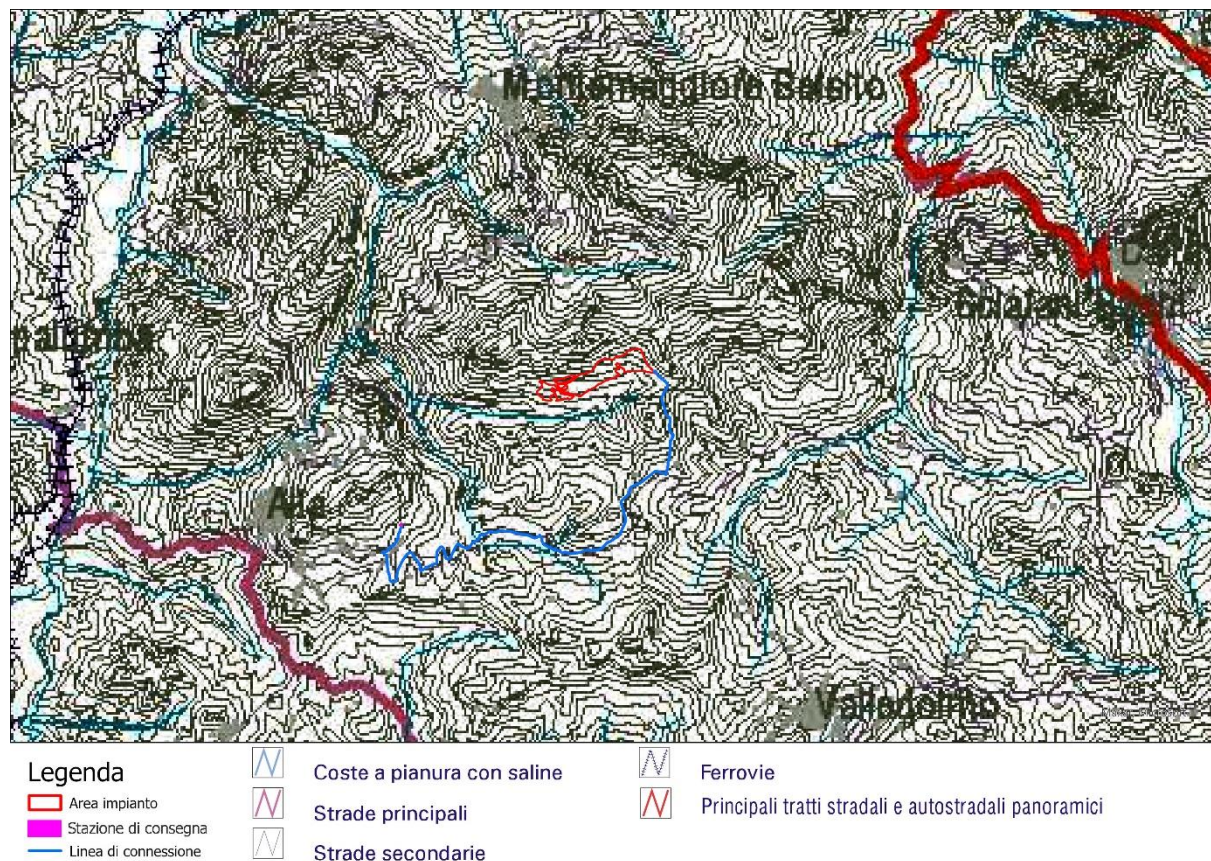 Montemaggiore Belsito
Alia
Valledolmo
Legenda
Area impianto
Stazione di consegna
Linea di connessione
Coste a pianura con saline
Strade principali
Strade secondarie
Ferrovie
Principali tratti stradali e autostradali panoramici